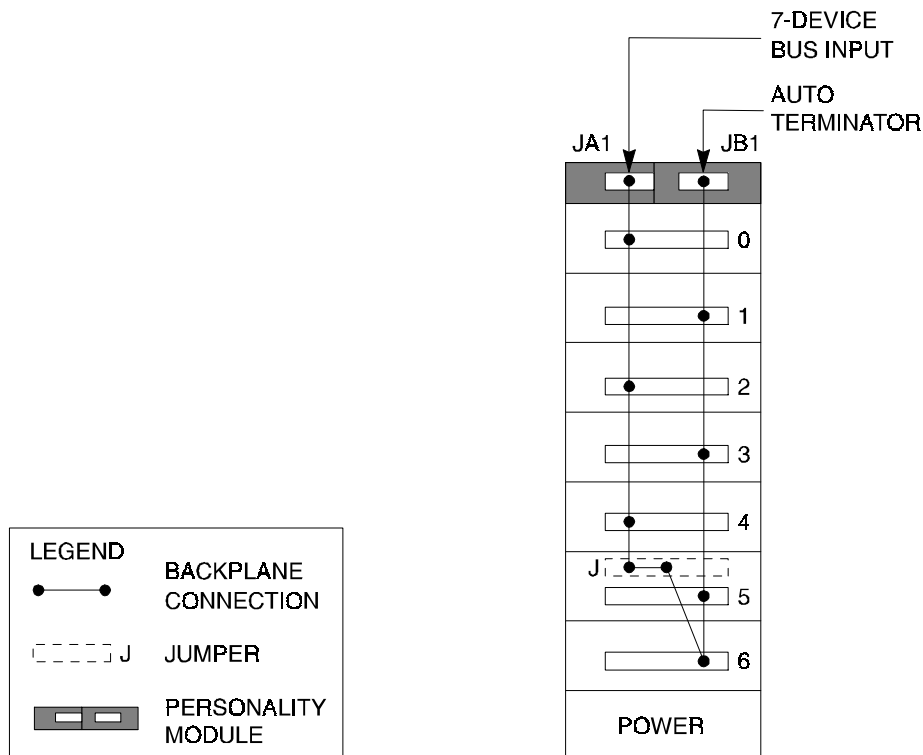 7-DEVICE
BUS INPUT
AUTO
TERMINATOR
JA1
JB1
0
1
2
3
4
J
5
6
POWER
LEGEND
BACKPLANE
CONNECTION
J
JUMPER
PERSONALITY
MODULE